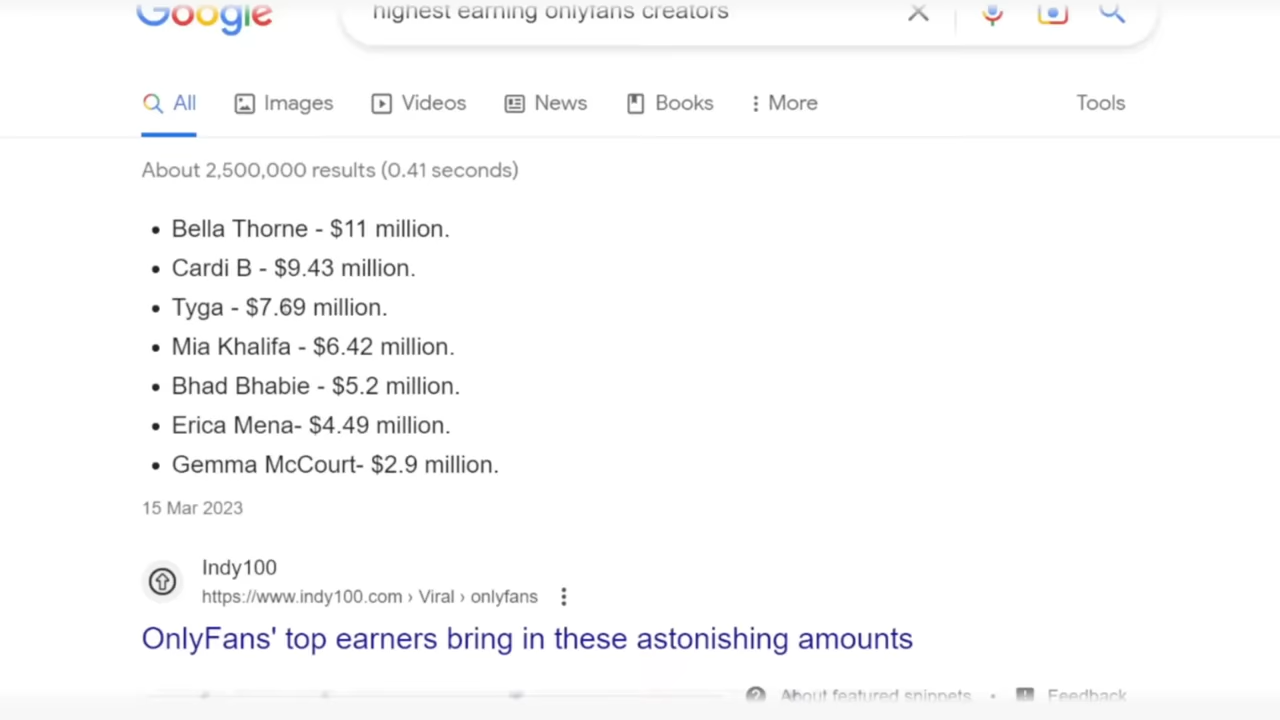 Google
highest earning onlyfans creators
All Images Videos News Books More Tools
About 2,500,000 results (0.41 seconds)
• Bella Thorne - $11 million.
• Cardi B - $9.43 million.
• Tyga - $7.69 million.
• Mia Khalifa - $6.42 million.
• Bhad Bhabie - $5.2 million.
• Erica Mena- $4.49 million.
• Gemma McCourt- $2.9 million.
15 Mar 2023
Indy100
https://www.indy100.com › Viral › onlyfans
OnlyFans' top earners bring in these astonishing amounts
About featured snippets • Feedback